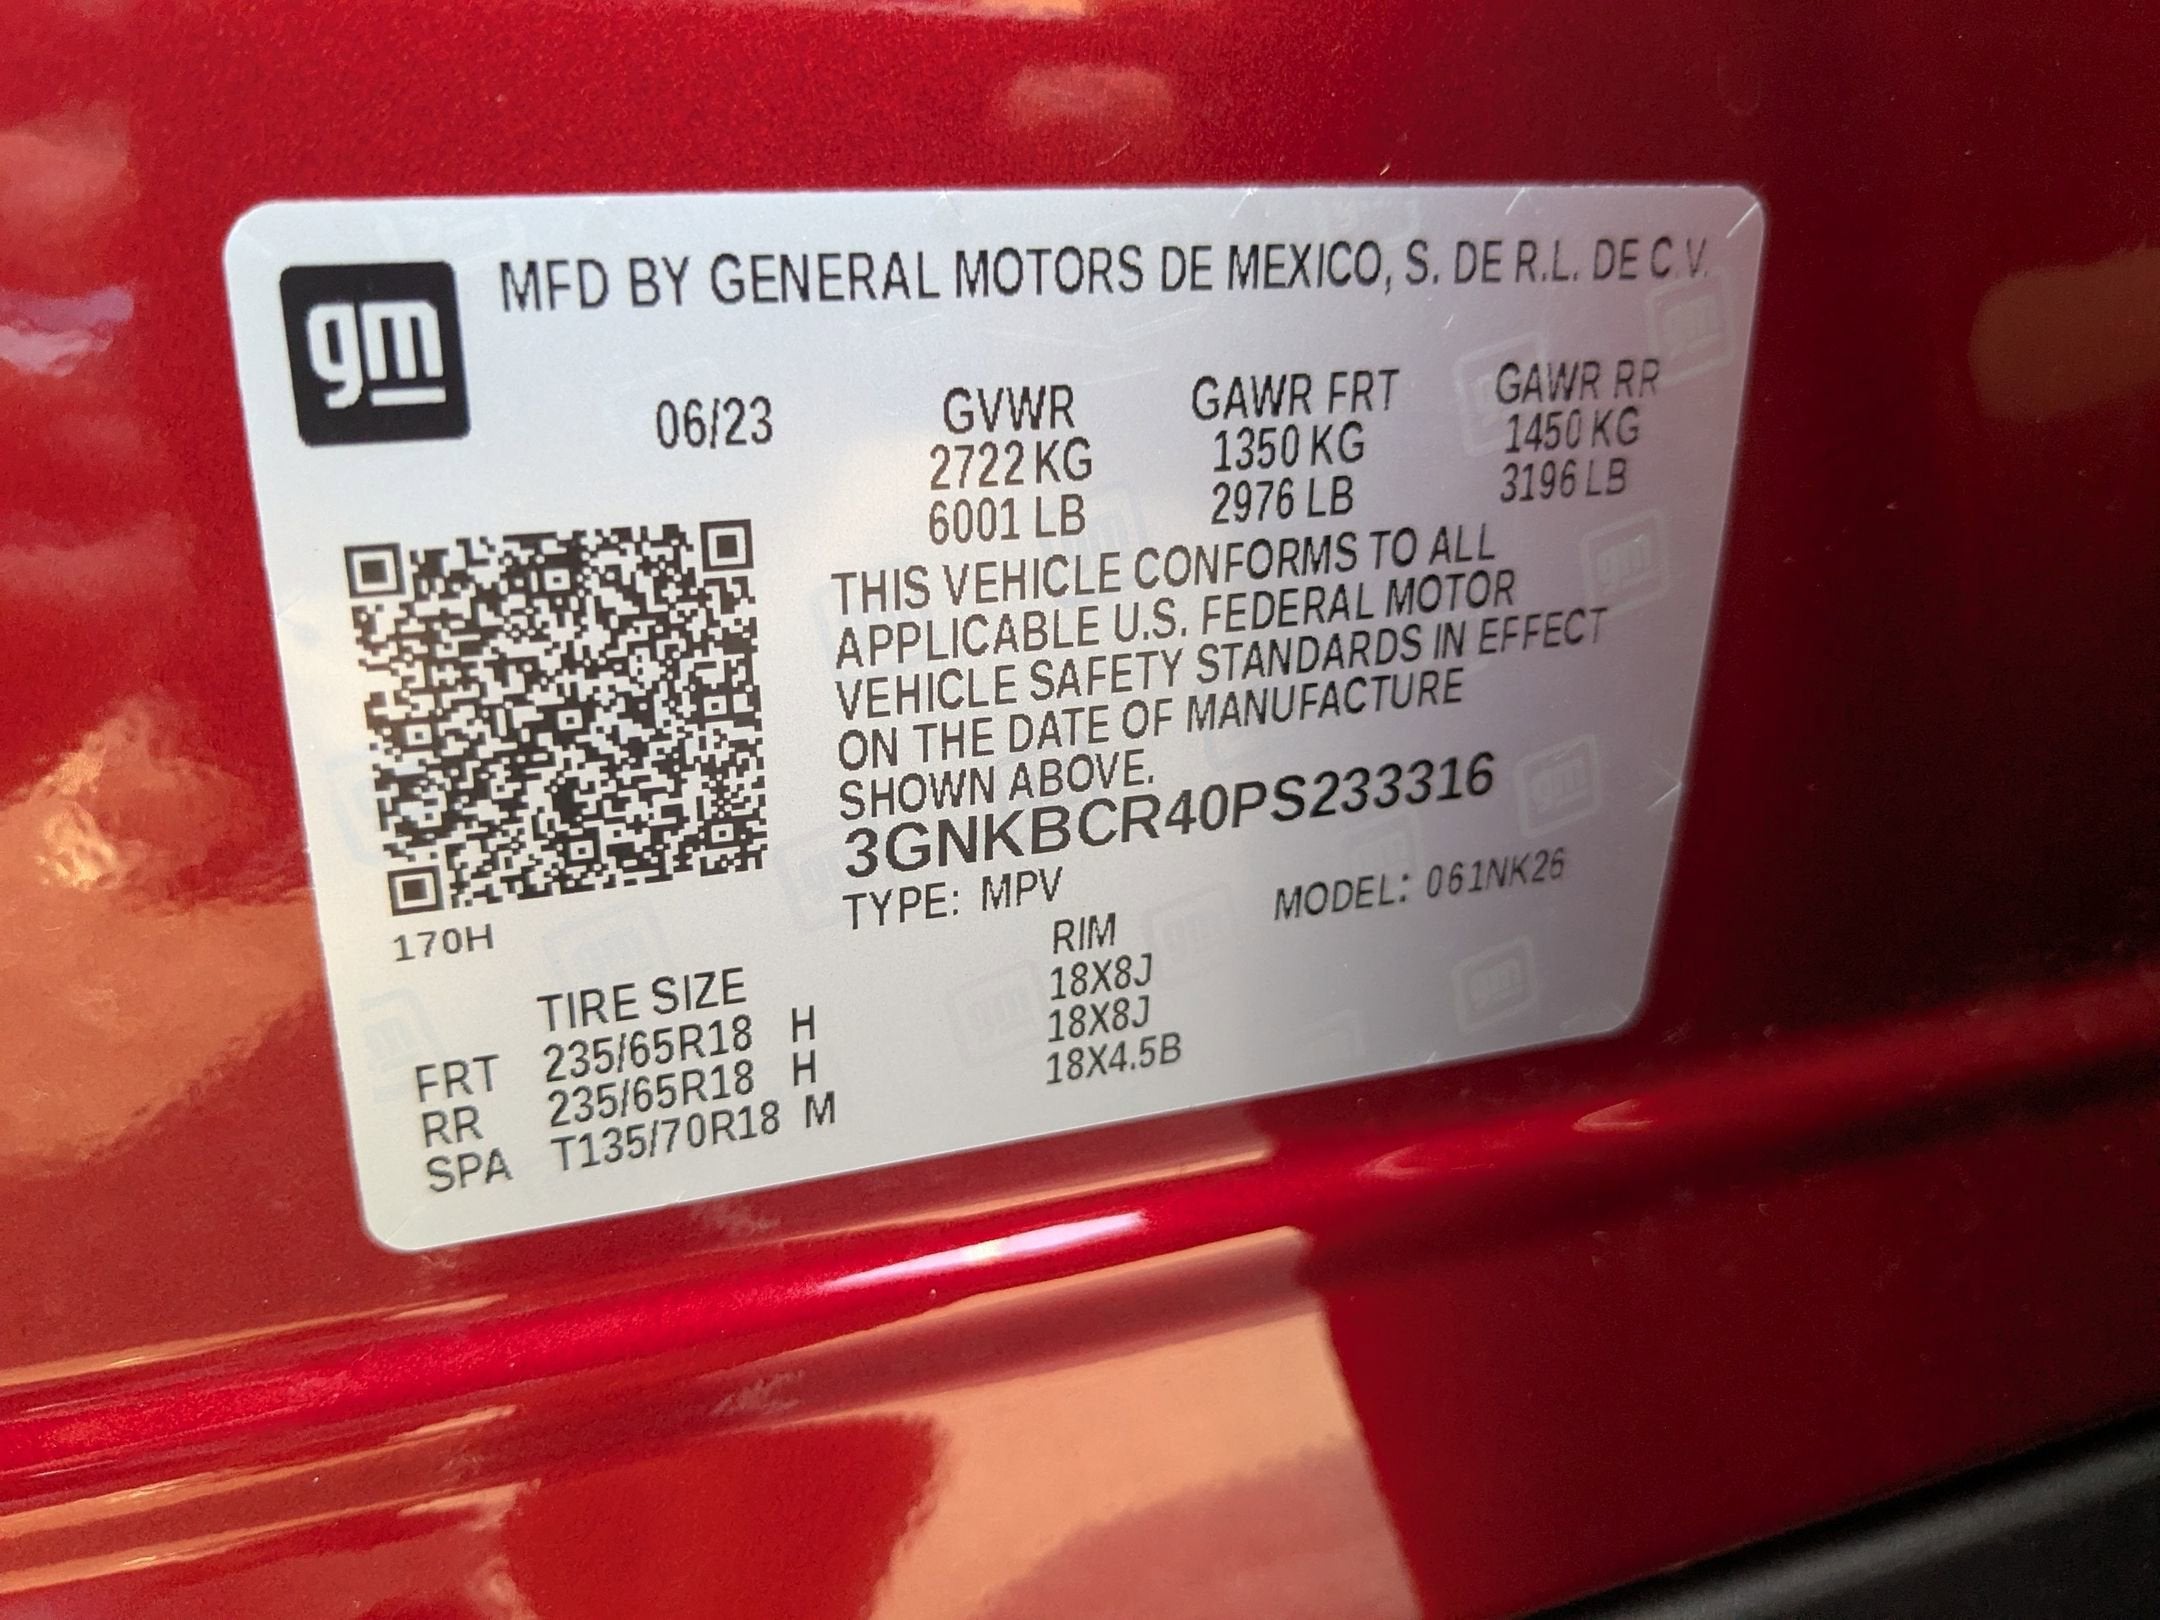 gm
MFD BY GENERAL MOTORS DE MEXICO, S. DE R.L. DE C.V.
06/23 GVWR GAWR FRT GAWR RR
2722 KG 1350 KG 1450 KG
6001 LB 2976 LB 3196 LB
THIS VEHICLE CONFORMS TO ALL
APPLICABLE U.S. FEDERAL MOTOR
VEHICLE SAFETY STANDARDS IN EFFECT
ON THE DATE OF MANUFACTURE
SHOWN ABOVE.
3GNKBCR40PS233316
TYPE: MPV MODEL: 061NK26
170H
TIRE SIZE RIM
FRT 235/65R18 H 18X8J
RR 235/65R18 H 18X8J
SPA T135/70R18 M 18X4.5B